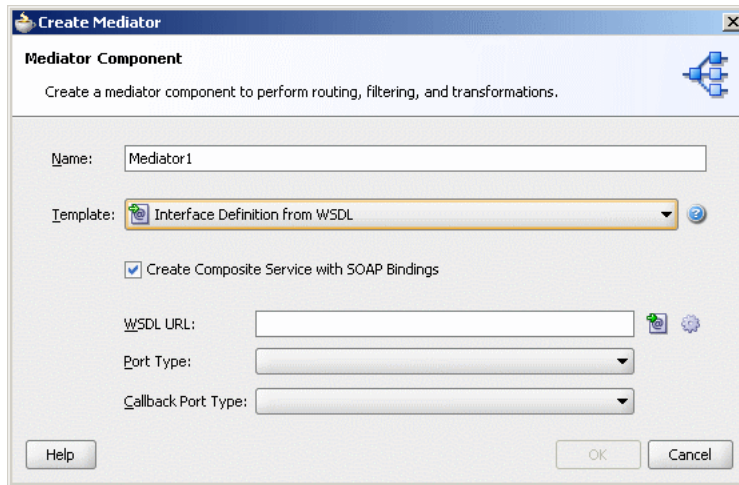 Create Mediator
Mediator Component
Create a mediator component to perform routing, filtering, and transformations.
Name: Mediator1
Template: Interface Definition from WSDL
Create Composite Service with SOAP Bindings
WSDL URL:
Port Type:
Callback Port Type:
Help OK Cancel